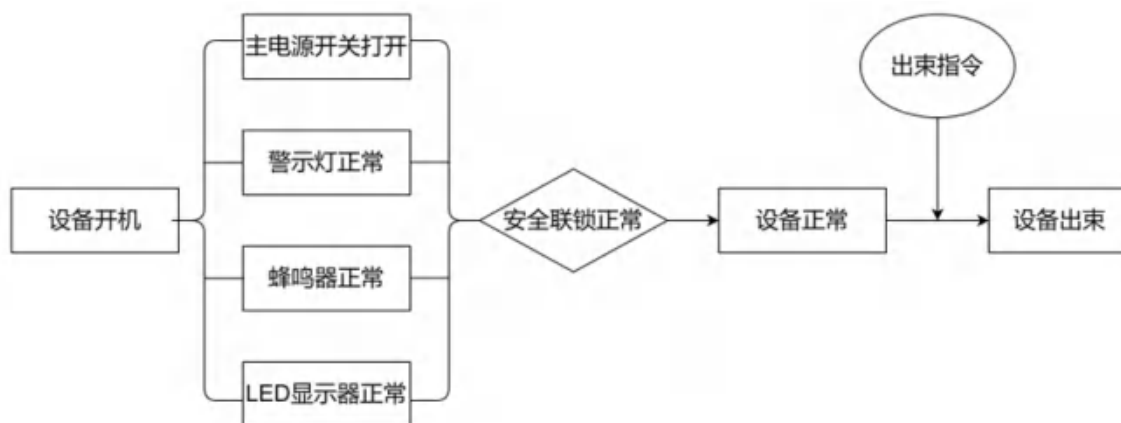 主电源开关打开
出束指令
警示灯正常
设备开机
安全联锁正常
设备正常
设备出束
蜂鸣器正常
LED显示器正常